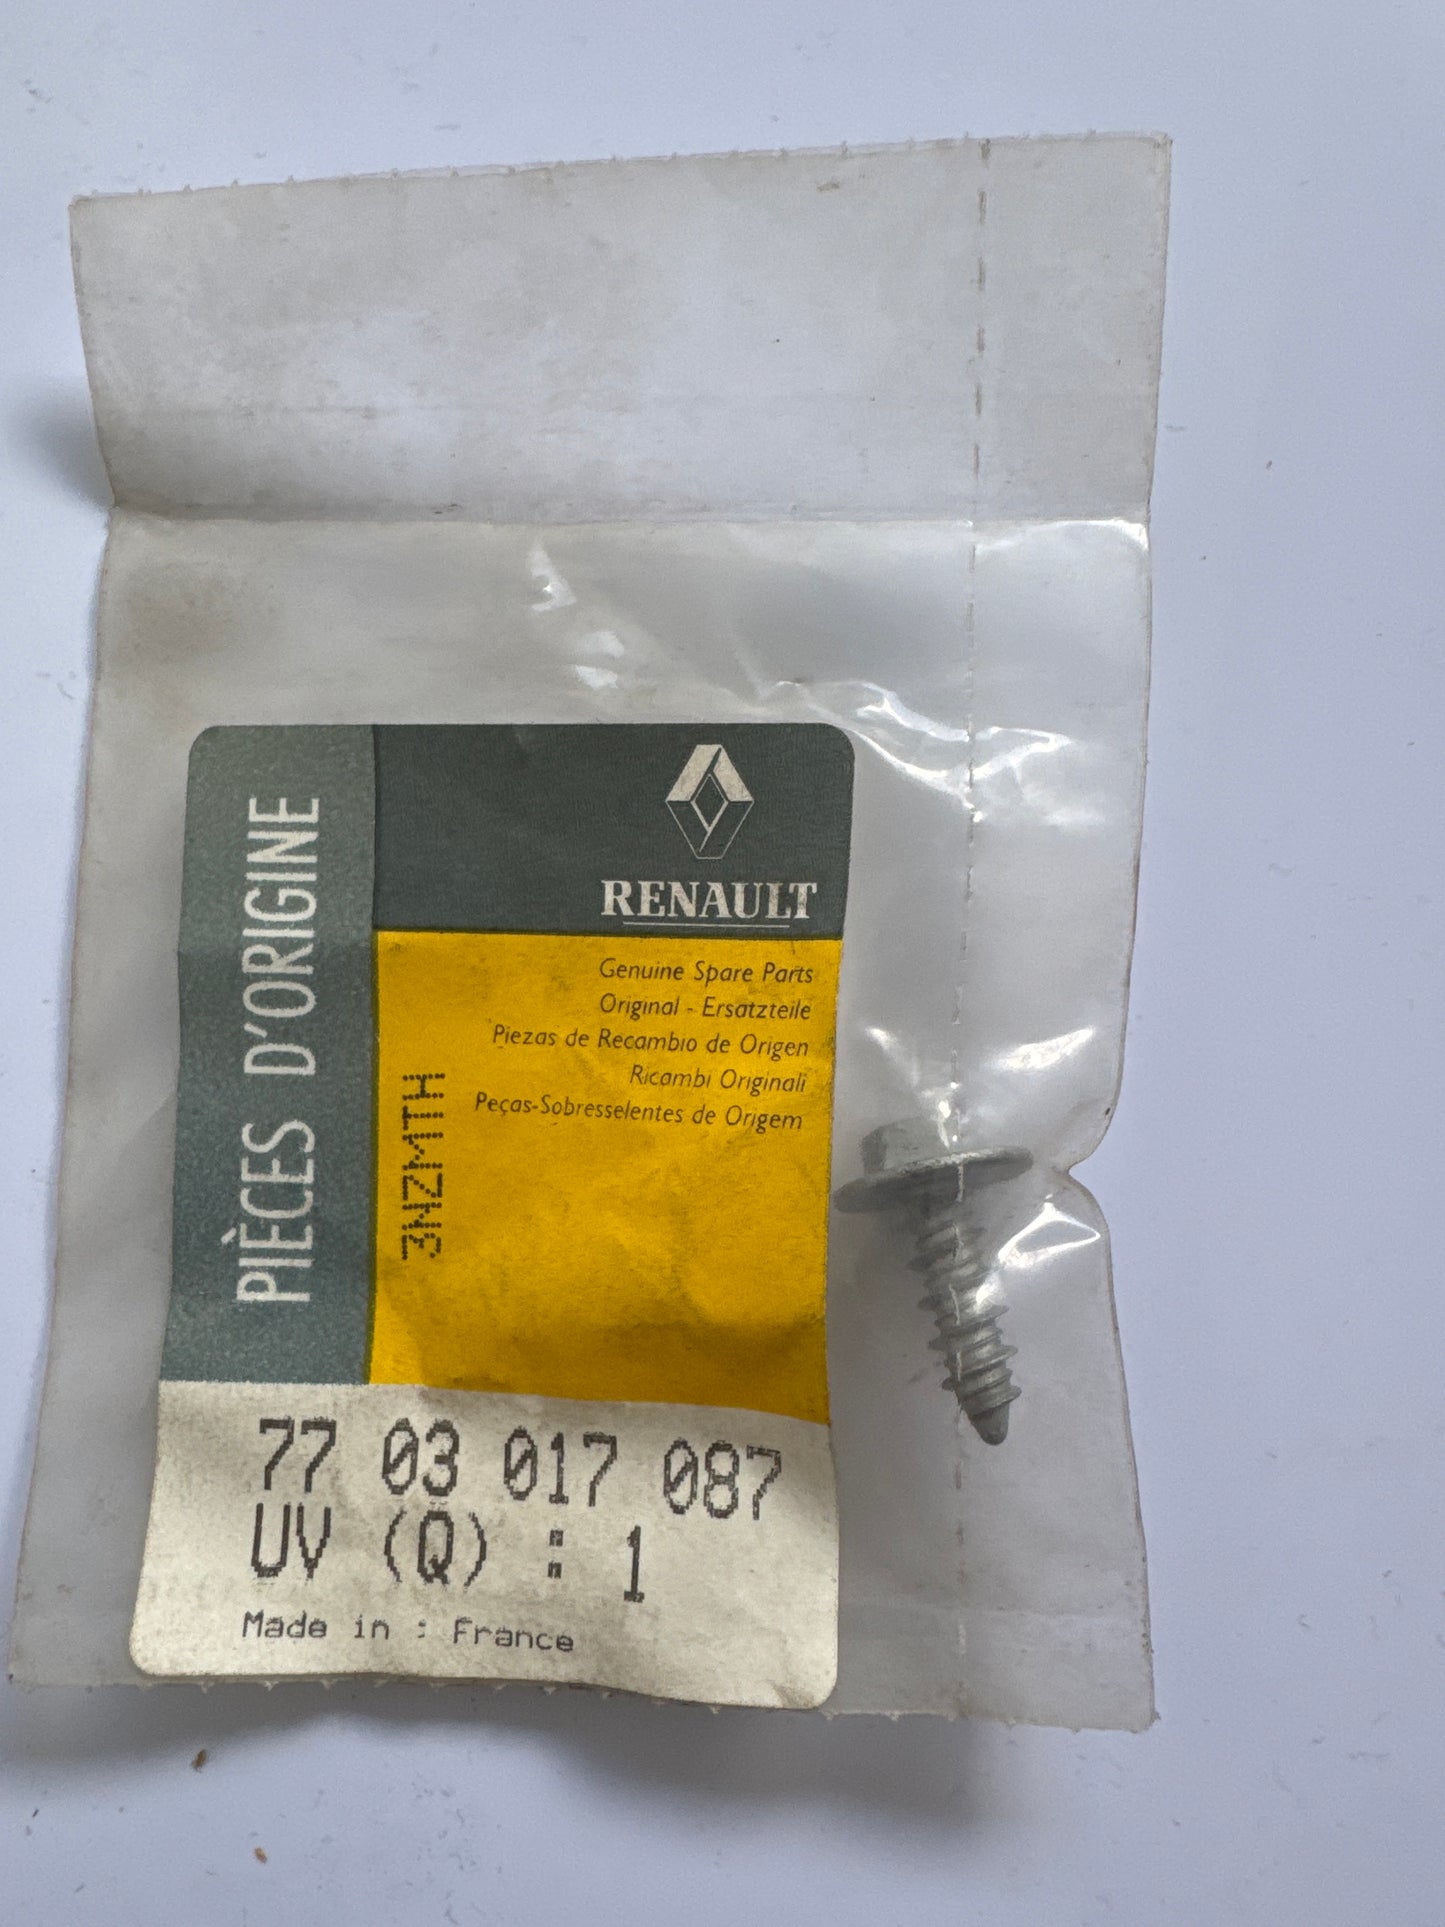 PIÈCES D'ORIGINE
RENAULT
Genuine Spare Parts
Original - Ersatzteile
Piezas de Recambio de Origen
Ricambi Originali
Peças-Sobresselentes de Origem
3NZMTH
77 03 017 087
UV (Q) : 1
Made in : France